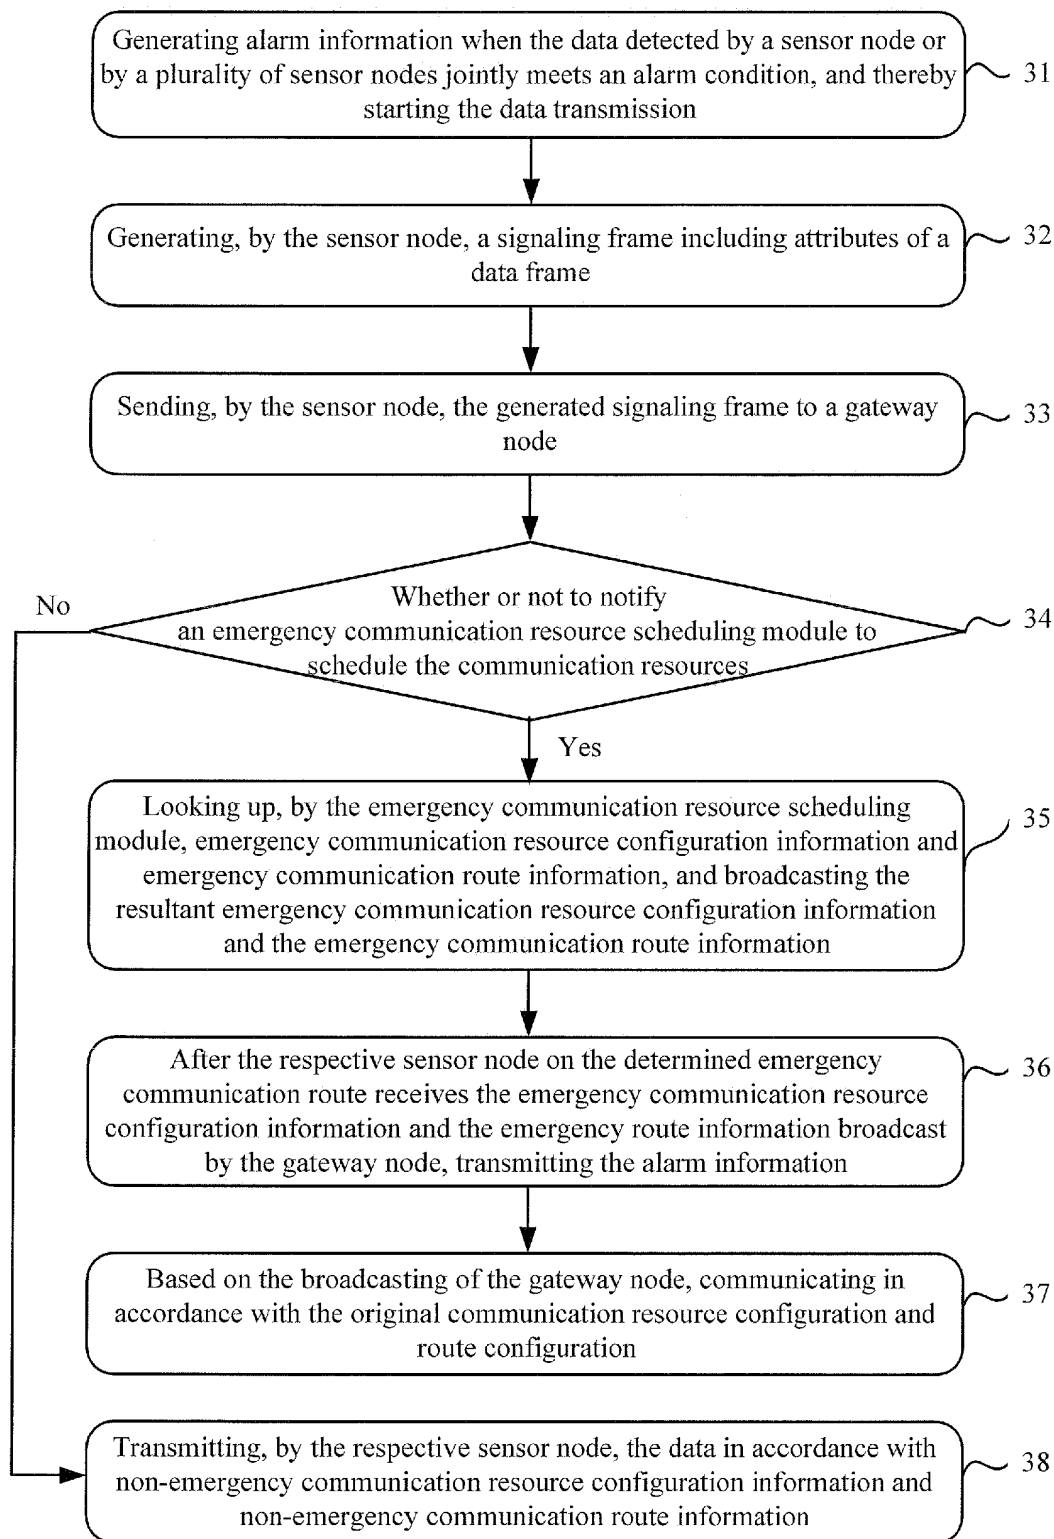 Generating alarm information when the data detected by a sensor node or
by a plurality of sensor nodes jointly meets an alarm condition, and thereby
starting the data transmission
31
Generating, by the sensor node, a signaling frame including attributes of a
data frame
32
Sending, by the sensor node, the generated signaling frame to a gateway
node
33
Whether or not to notify
an emergency communication resource scheduling module to
schedule the communication resources
34
No
Yes
Looking up, by the emergency communication resource scheduling
module, emergency communication resource configuration information and
emergency communication route information, and broadcasting the
resultant emergency communication resource configuration information
and the emergency communication route information
35
After the respective sensor node on the determined emergency
communication route receives the emergency communication resource
configuration information and the emergency route information broadcast
by the gateway node, transmitting the alarm information
36
Based on the broadcasting of the gateway node, communicating in
accordance with the original communication resource configuration and
route configuration
37
Transmitting, by the respective sensor node, the data in accordance with
non-emergency communication resource configuration information and
non-emergency communication route information
38